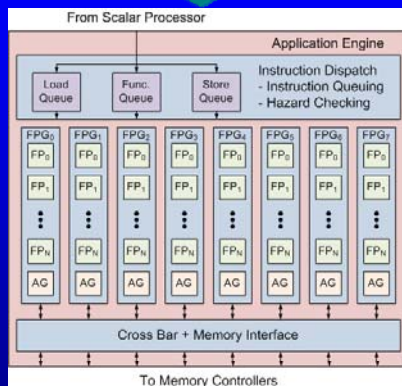 From Scalar Processor
Application Engine
Load Queue
Func. Queue
Store Queue
Instruction Dispatch
- Instruction Queuing
- Hazard Checking
FPG0 FPG1 FPG2 FPG3 FPG4 FPG5 FPG6 FPG7
FP0 FP0 FP0 FP0 FP0 FP0 FP0 FP0
FP1 FP1 FP1 FP1 FP1 FP1 FP1 FP1
FPN FPN FPN FPN FPN FPN FPN FPN
AG AG AG AG AG AG AG AG
Cross Bar + Memory Interface
To Memory Controllers